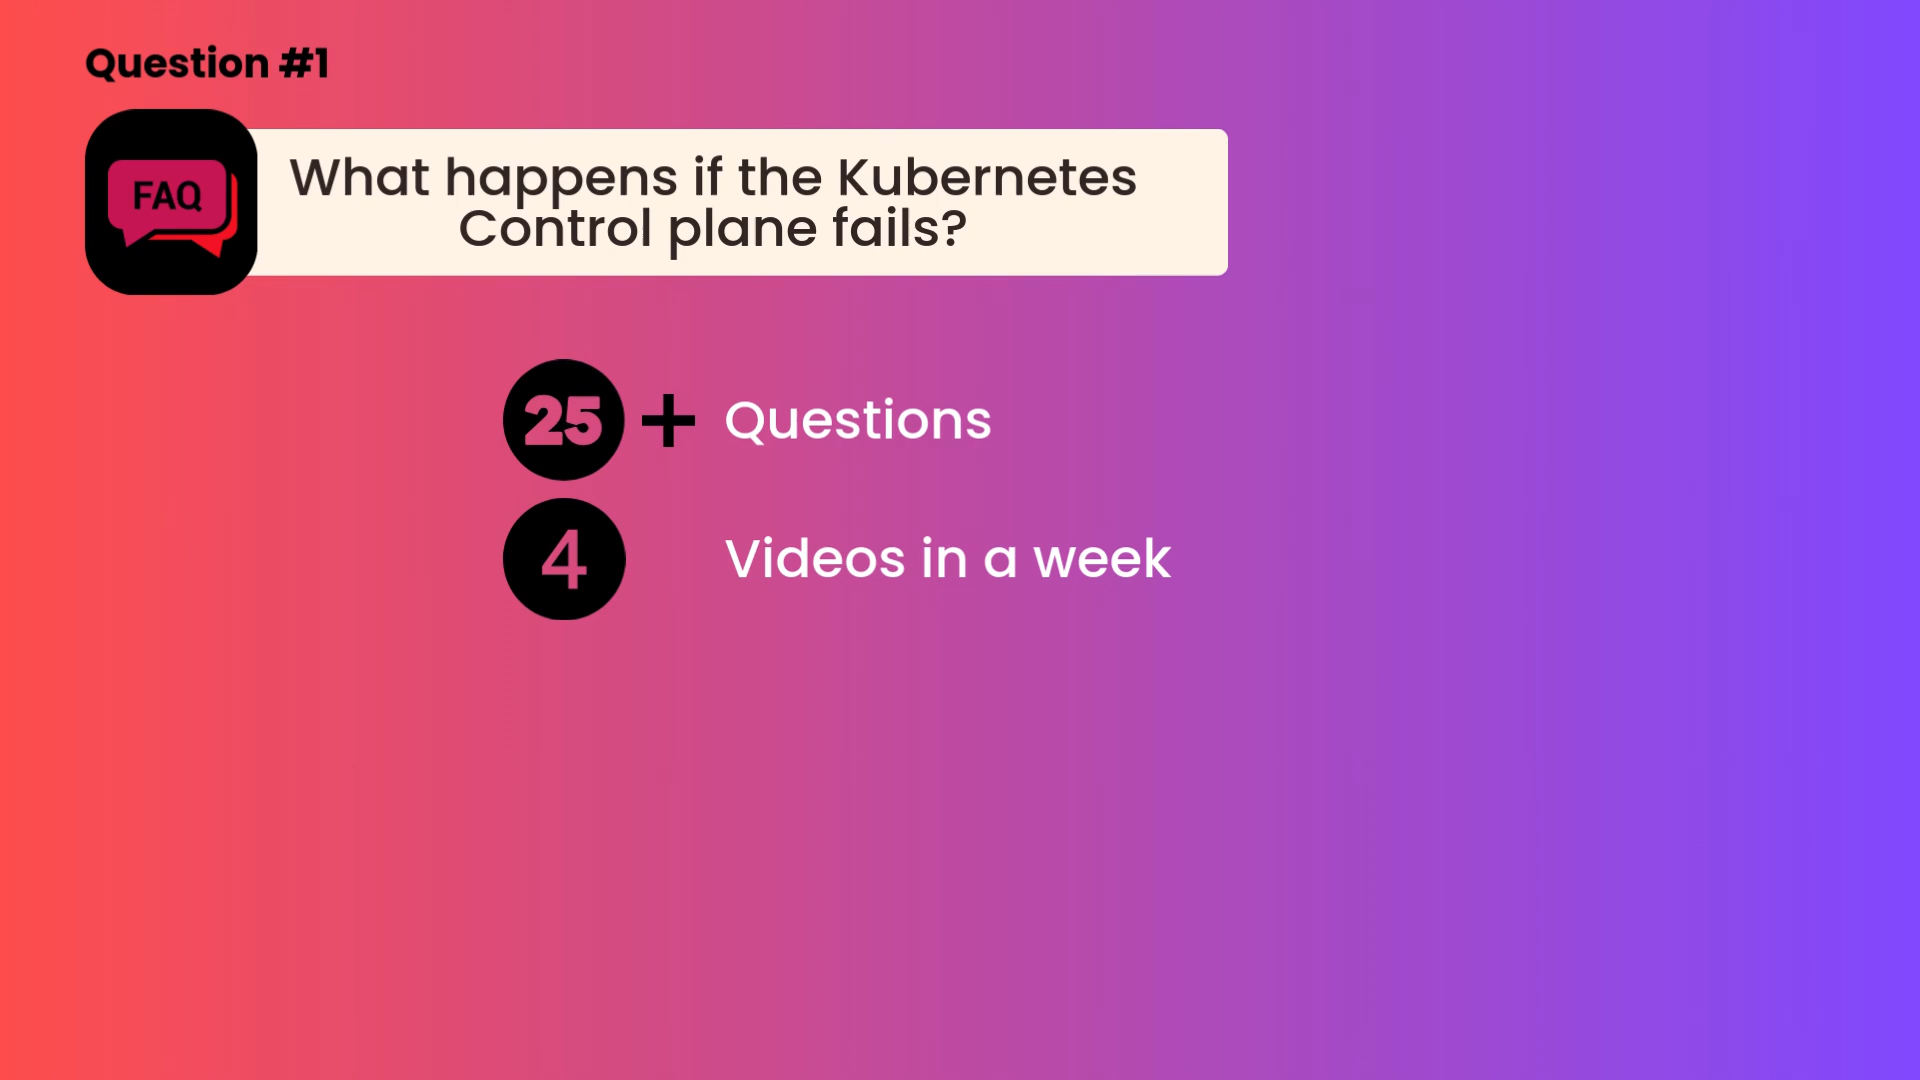 Question #1
FAQ
What happens if the Kubernetes
Control plane fails?
25 + Questions
4 Videos in a week